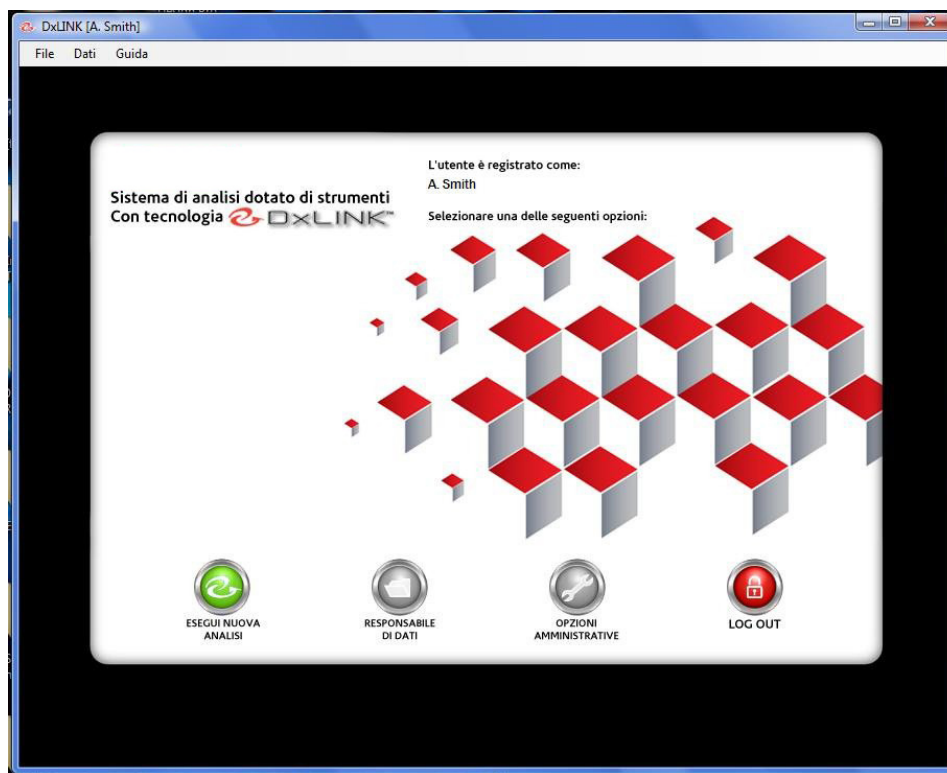 DxLINK [A. Smith]
File Dati Guida
L'utente è registrato come:
A. Smith
Sistema di analisi dotato di strumenti
Con tecnologia DxLINK™
Selezionare una delle seguenti opzioni:
ESEGUI NUOVA
ANALISI
RESPONSABILE
DI DATI
OPZIONI
AMMINISTRATIVE
LOG OUT